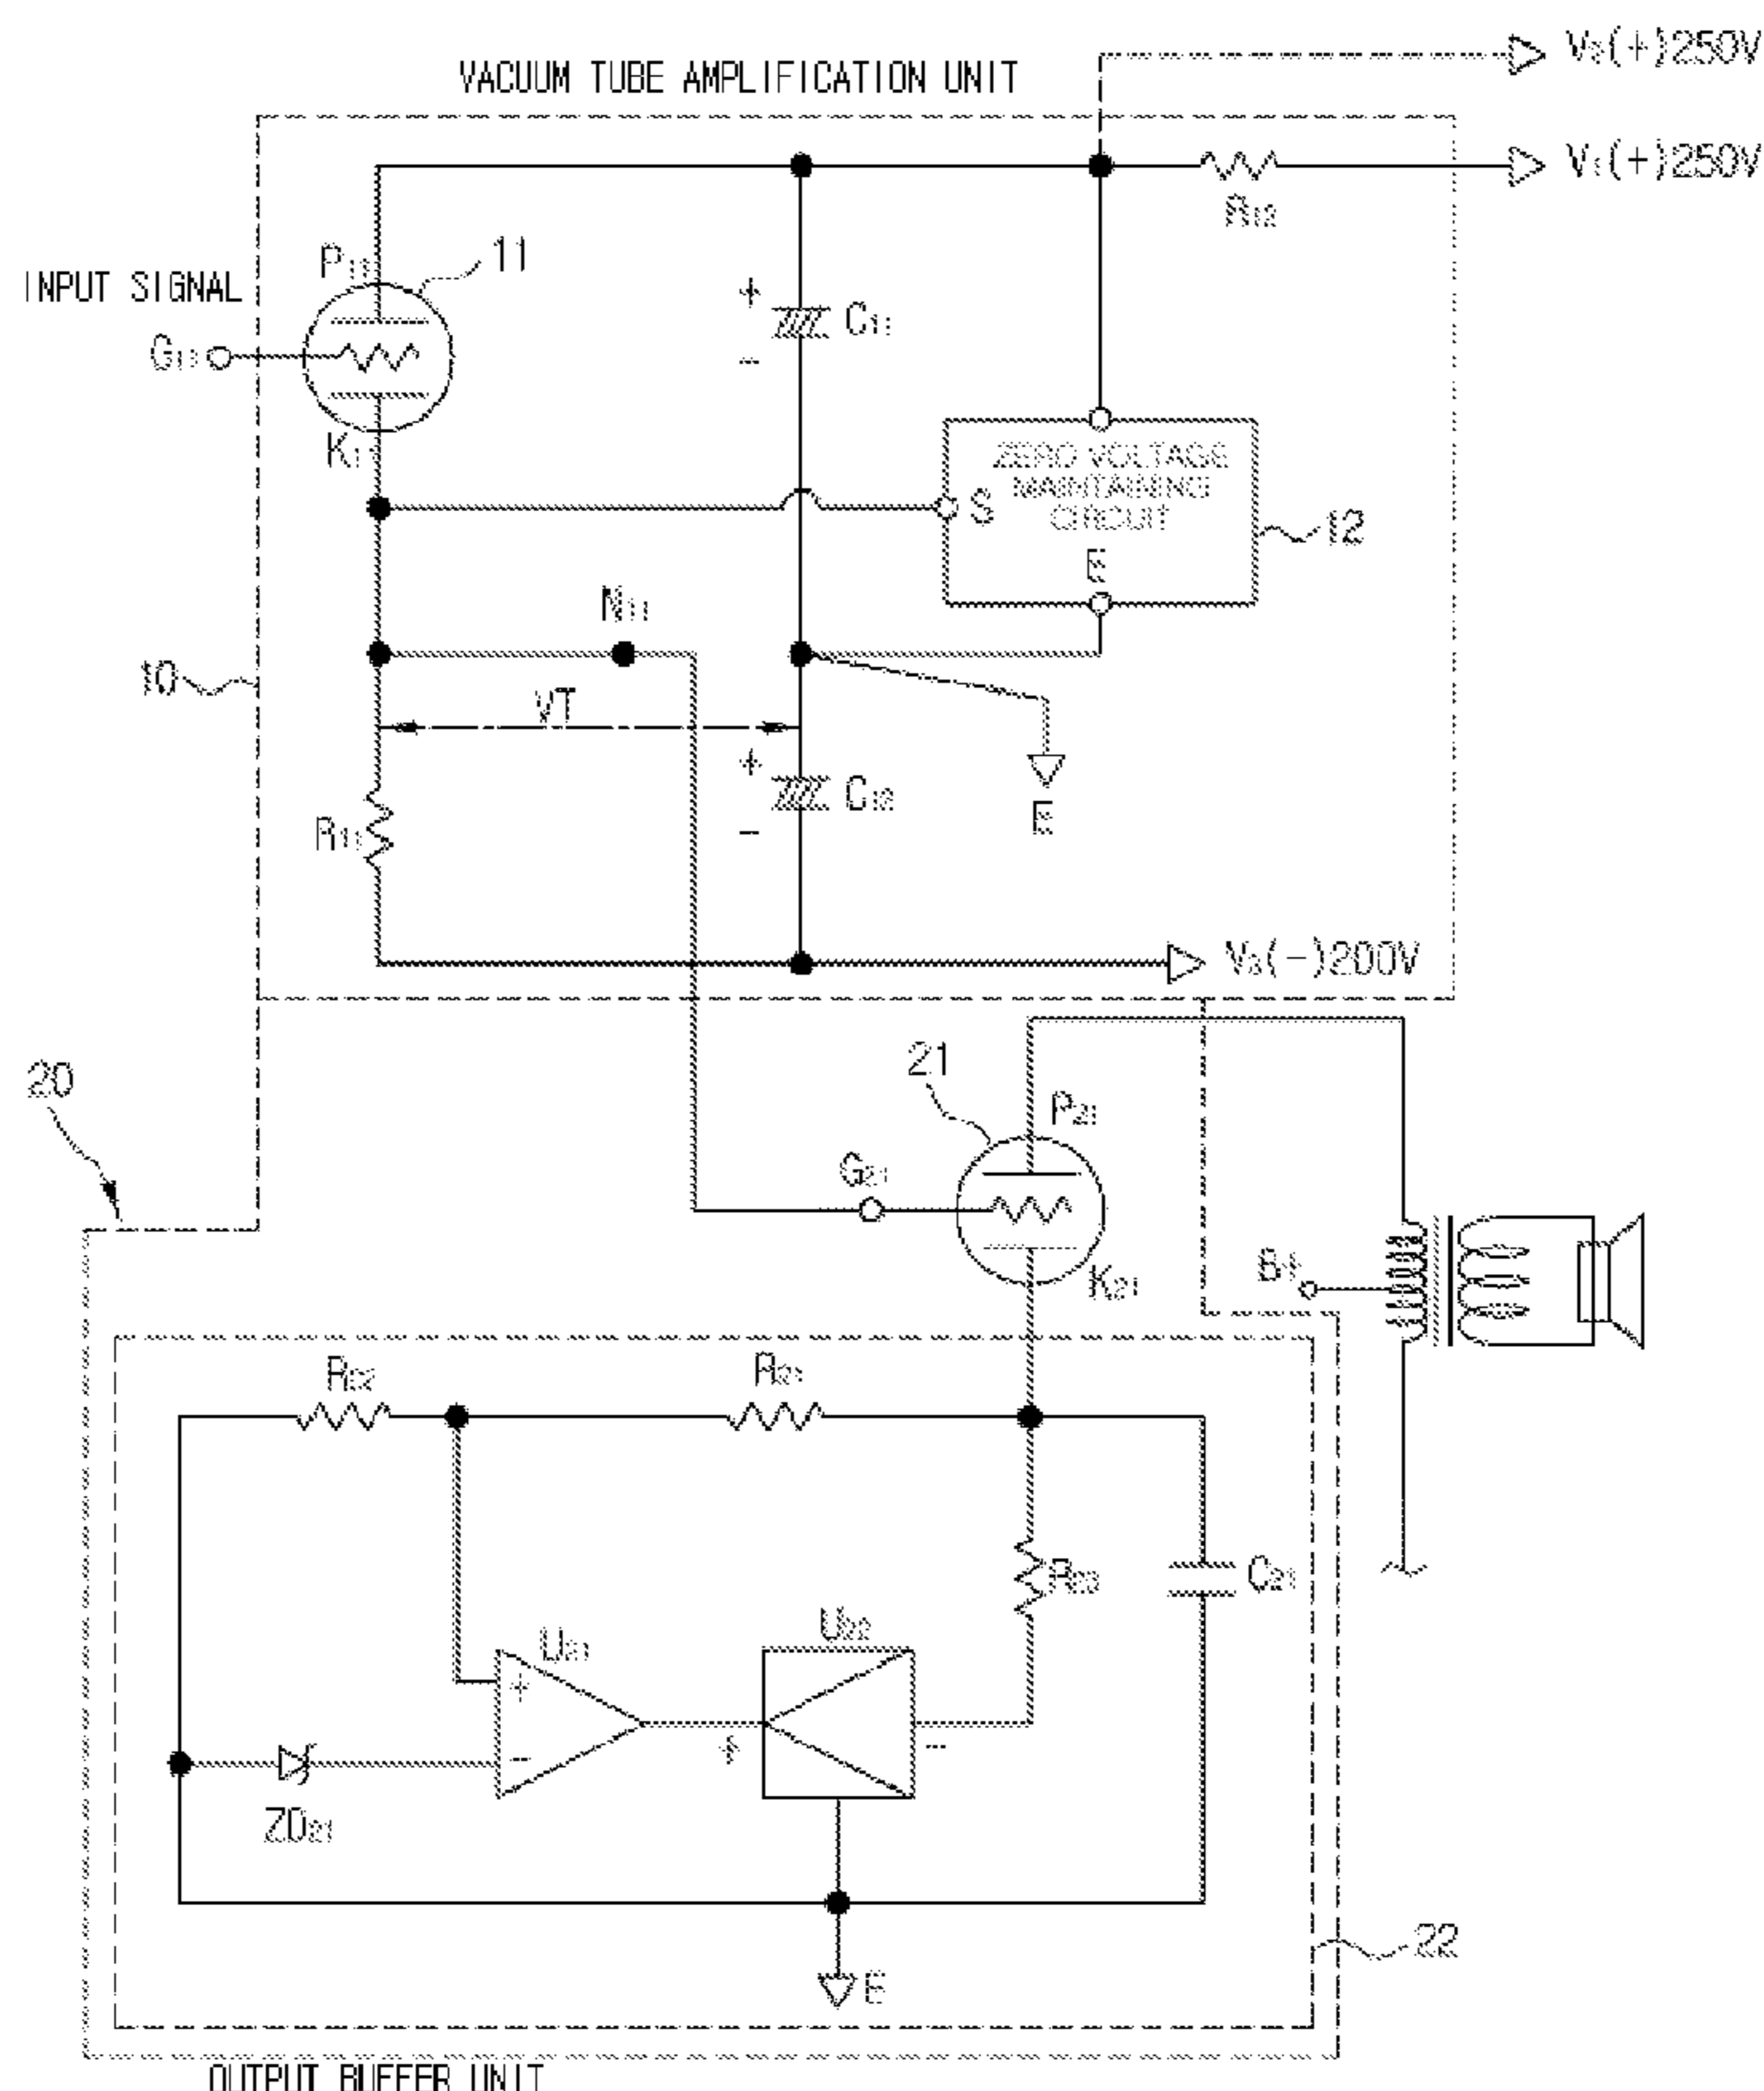 V₂(+)250V
VACUUM TUBE AMPLIFICATION UNIT
V₁(+)250V
R₁₂
P₁₁
11
INPUT SIGNAL
G₁₁
+
C₁₁
-
K₁₁
ZERO VOLTAGE
MAINTAINING
CIRCUIT
S
12
E
N₁₁
10
VT
+
C₁₂
-
E
R₁₁
V₃(-)200V
21
20
P₂₁
G₂₁
K₂₁
B+
R₂₂
R₂₁
R₂₃
C₂₁
U₂₁
U₂₂
+
-
+
-
ZD₂₁
22
E
OUTPUT BUFFER UNIT